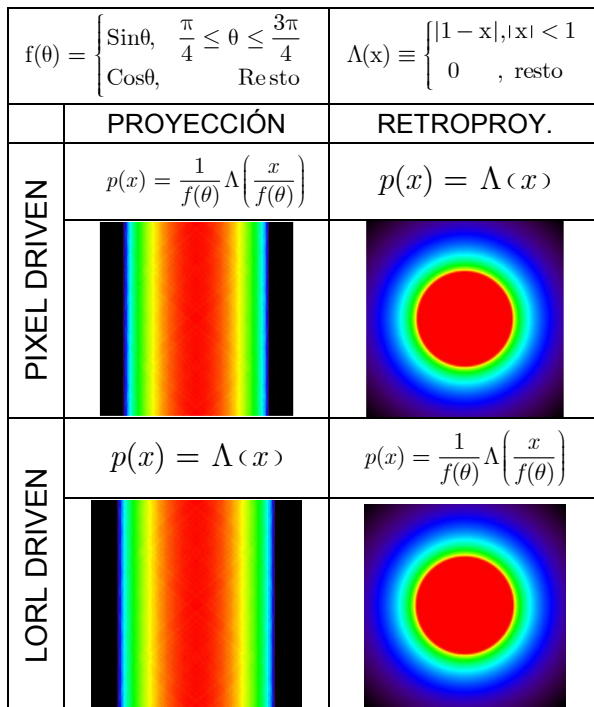 f(θ) = { Sinθ, π/4 ≤ θ ≤ 3π/4
Cosθ, Resto
Λ(x) ≡ { |1 − x|, |x| < 1
0 , resto
PROYECCIÓN RETROPROY.
PIXEL DRIVEN
p(x) = 1/f(θ) Λ(x/f(θ))
p(x) = Λ(x)
LORL DRIVEN
p(x) = Λ(x)
p(x) = 1/f(θ) Λ(x/f(θ))